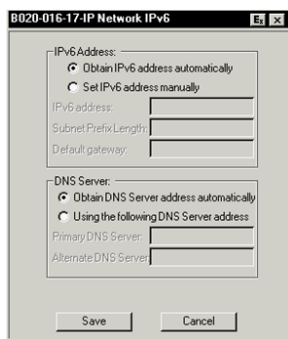 B020-016-17-IP Network IPv6
IPv6 Address:
Obtain IPv6 address automatically
Set IPv6 address manually
IPv6 address:
Subnet Prefix Length:
Default gateway:
DNS Server:
Obtain DNS Server address automatically
Using the following DNS Server address
Primary DNS Server:
Alternate DNS Server:
Save Cancel